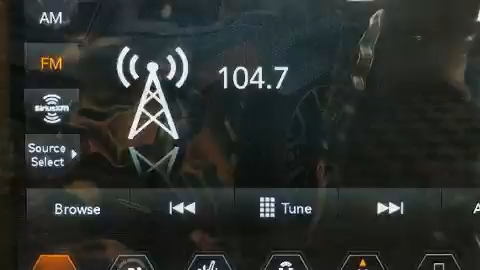 AM
FM
104.7
SiriusXM
Source
Select
Browse
Tune
A